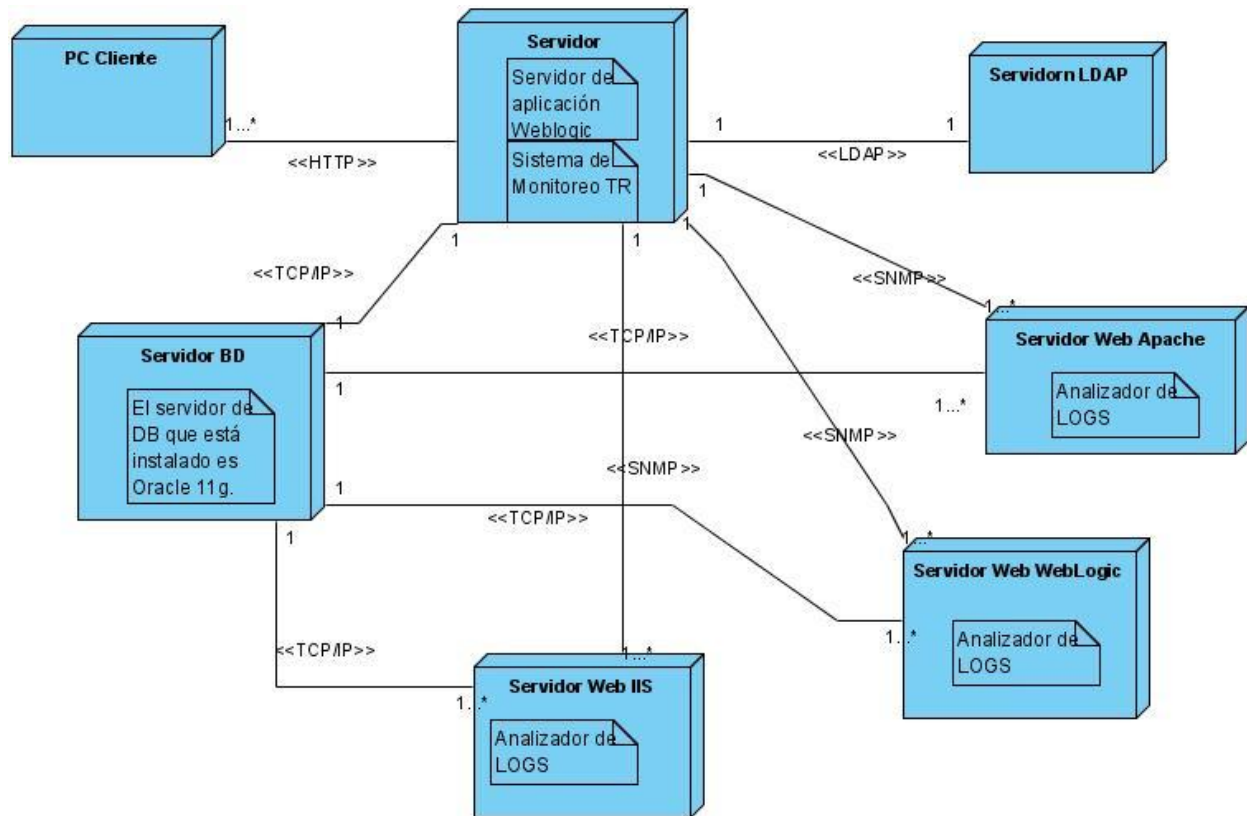 PC Cliente
Servidor
Servidor de
aplicación
Weblogic
Sistema de
Monitoreo TR
Servidorn LDAP
1...*
<<HTTP>>
1
1
<<LDAP>>
1
1
1
1
<<TCP/IP>>
<<SNMP>>
1...*
1
<<TCP/IP>>
Servidor BD
El servidor de
DB que está
instalado es
Oracle 11g.
Servidor Web Apache
Analizador de
LOGS
1
1...*
<<SNMP>>
<<SNMP>>
1
<<TCP/IP>>
1
1...*
Servidor Web WebLogic
Analizador de
LOGS
1...*
<<TCP/IP>>
1...*
Servidor Web IIS
1...*
Analizador de
LOGS